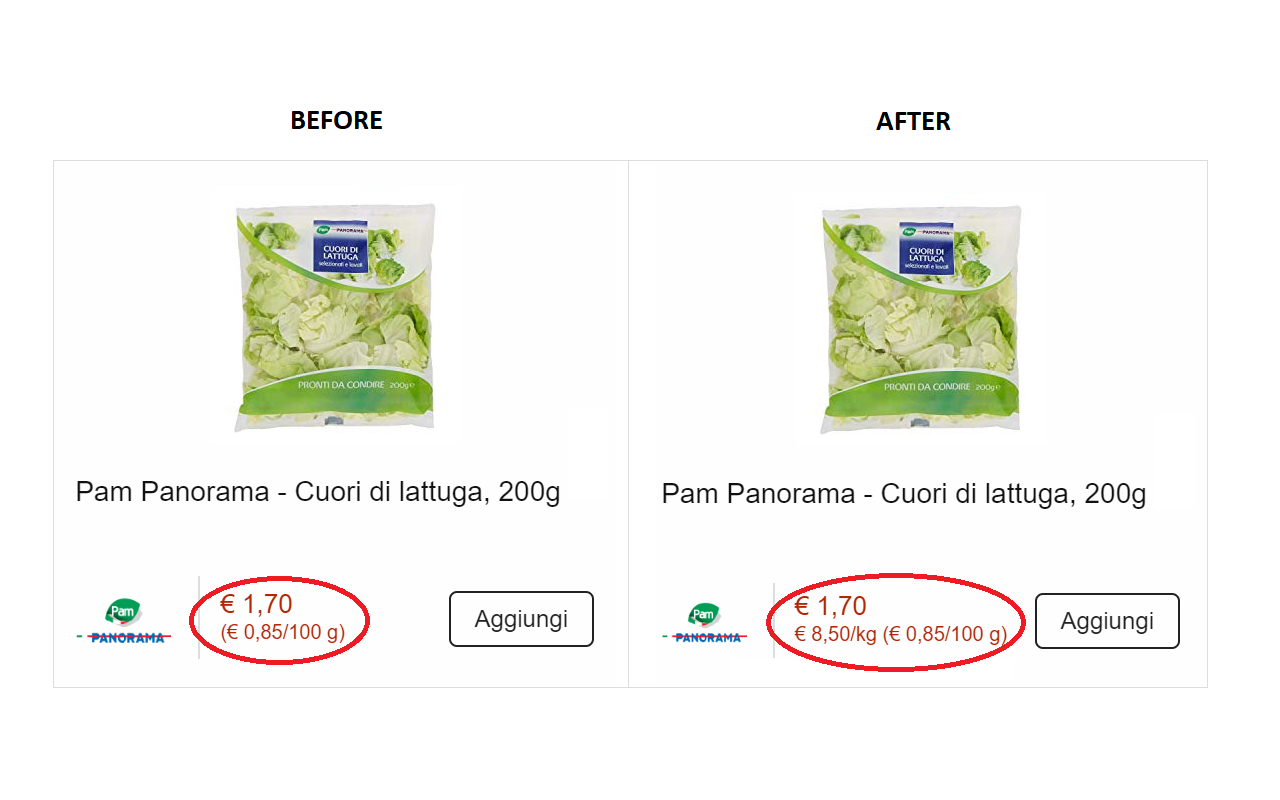 BEFORE
AFTER
Pam PANORAMA
CUORI DI
LATTUGA
selezionati e lavati
PRONTI DA CONDIRE 200g e
Pam PANORAMA
CUORI DI
LATTUGA
selezionati e lavati
PRONTI DA CONDIRE 200g e
Pam Panorama - Cuori di lattuga, 200g
Pam Panorama - Cuori di lattuga, 200g
Pam
PANORAMA
€ 1,70
(€ 0,85/100 g)
Aggiungi
Pam
PANORAMA
€ 1,70
€ 8,50/kg (€ 0,85/100 g)
Aggiungi